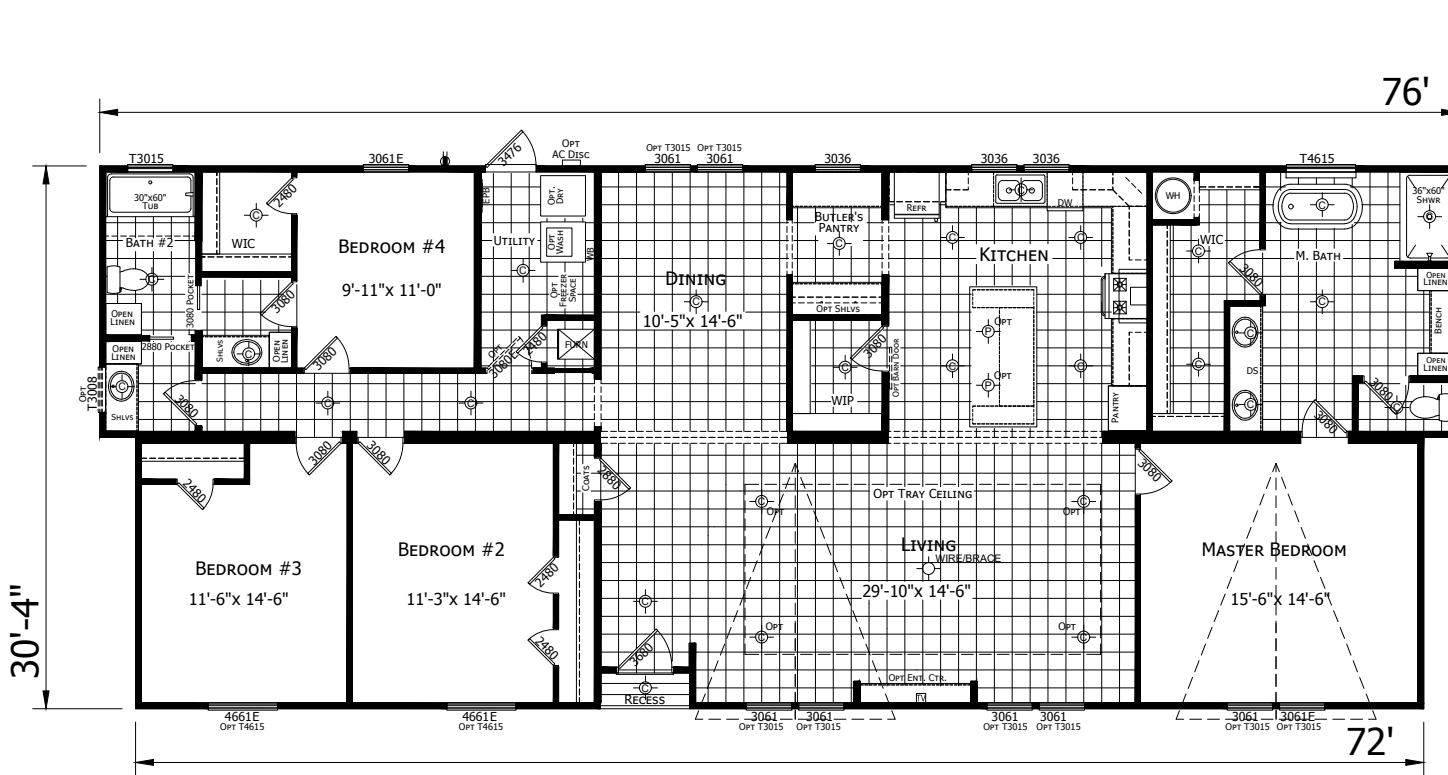 76'
T3015
3061E
3476
OPT
AC DISC
OPT T3015
3061
OPT T3015
3061
3036
3036
3036
T4615
30"x60"
TUB
2480
EPB
OPT.
DRY
REFR
DW
WH
36"x60"
SHWR
BATH #2
WIC
BEDROOM #4
9'-11"x 11'-0"
UTILITY
OPT
WASH
WB
OPT
FREEZER
SPACE
DINING
10'-5"x 14'-6"
BUTLER'S
PANTRY
OPT SHLVS
KITCHEN
WIC
3080
M. BATH
OPEN
LINEN
3080 POCKET
3080
OPEN
LINEN
BENCH
OPEN
LINEN
2880 POCKET
OPEN
LINEN
SHLVS
OPEN
LINEN
3080
OPT
3080
2480
FURN
3080
OPT BARN DOOR
WIP
P
OPT
P
OPT
PANTRY
DS
3080
3080
OPT
T3008
SHLVS
3080
3080
3080
2480
COATS
2880
OPT TRAY CEILING
OPT
OPT
3080
BEDROOM #3
11'-6"x 14'-6"
BEDROOM #2
11'-3"x 14'-6"
2480
2480
LIVING
WIRE/BRACE
29'-10"x 14'-6"
OPT
OPT
MASTER BEDROOM
15'-6"x 14'-6"
30'-4"
3680
RECESS
OPT ENT. CTR.
TV
4661E
OPT T4615
4661E
OPT T4615
3061
OPT T3015
3061
OPT T3015
3061
OPT T3015
3061
OPT T3015
3061
OPT T3015
3061E
OPT T3015
72'